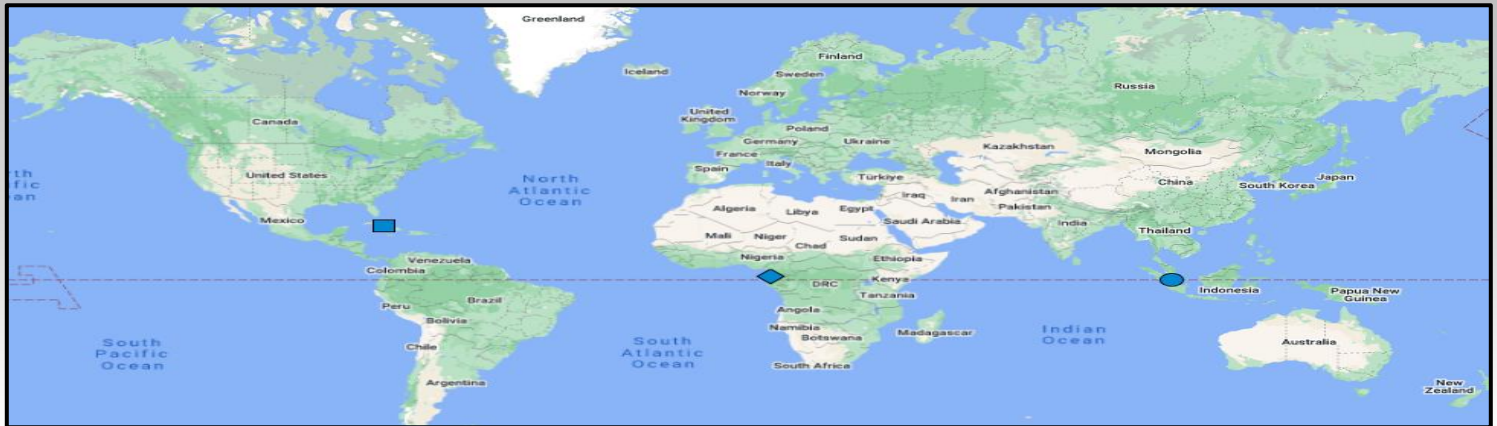 Greenland
Iceland
Finland
Sweden
Norway
Russia
United
Kingdom
Canada
Poland
Germany
Ukraine
France
Kazakhstan
Mongolia
Italy
Spain
Türkiye
United States
North
Atlantic
Ocean
China
South Korea
Japan
Iraq
Iran
Afghanistan
Pakistan
Algeria
Libya
Egypt
Saudi Arabia
India
Mexico
Mali
Niger
Chad
Sudan
Thailand
Venezuela
Colombia
Nigeria
Ethiopia
DRC
Kenya
Indonesia
Papua New
Guinea
Peru
Brazil
Tanzania
Angola
Bolivia
Namibia
Botswana
Madagascar
Indian
Ocean
South
Pacific
Ocean
Chile
South
Atlantic
Ocean
South Africa
Australia
Argentina
New
Zealand